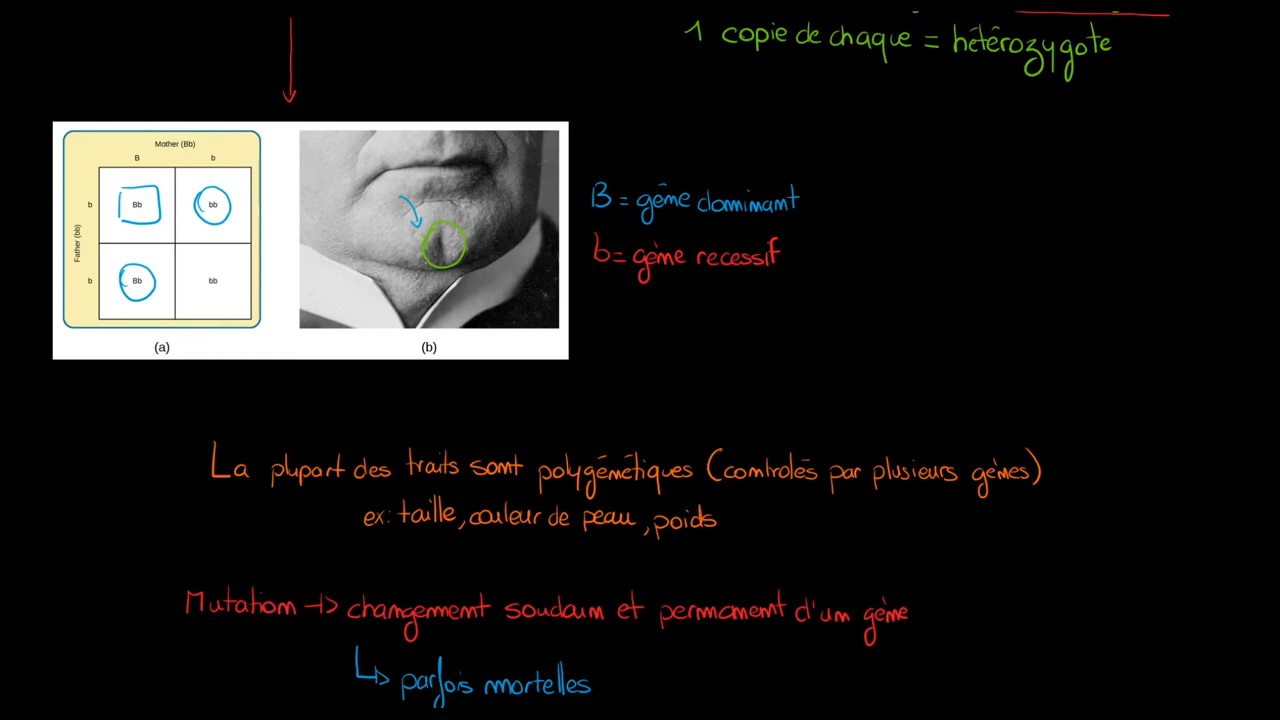 1 copie de chaque = hétérozygote
Mother (Bb)
B b
Father (bb)
b Bb bb
b Bb bb
(a) (b)
B = gène dominant
b = gène recessif
La plupart des traits sont polygénétiques (controlés par plusieurs gènes)
ex: taille, couleur de peau, poids
Mutation → changement soudain et permanent d'un gène
↳ parfois mortelles